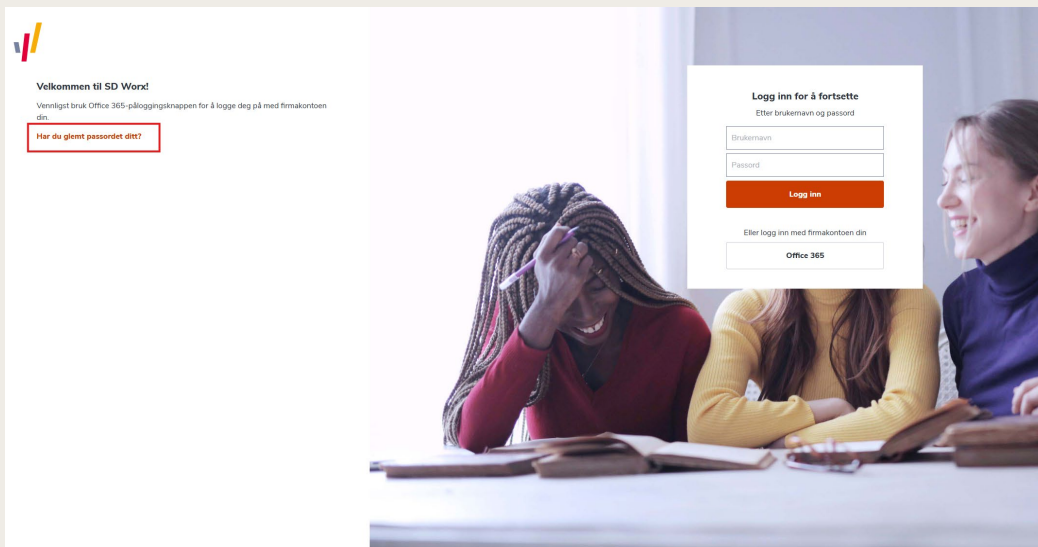 Velkommen til SD Worx!
Vennligst bruk Office 365-påloggingsknappen for å logge deg på med firmakontoen
din.
Har du glemt passordet ditt?
Logg inn for å fortsette
Etter brukernavn og passord
Brukernavn
Passord
Logg inn
Eller logg inn med firmakontoen din
Office 365